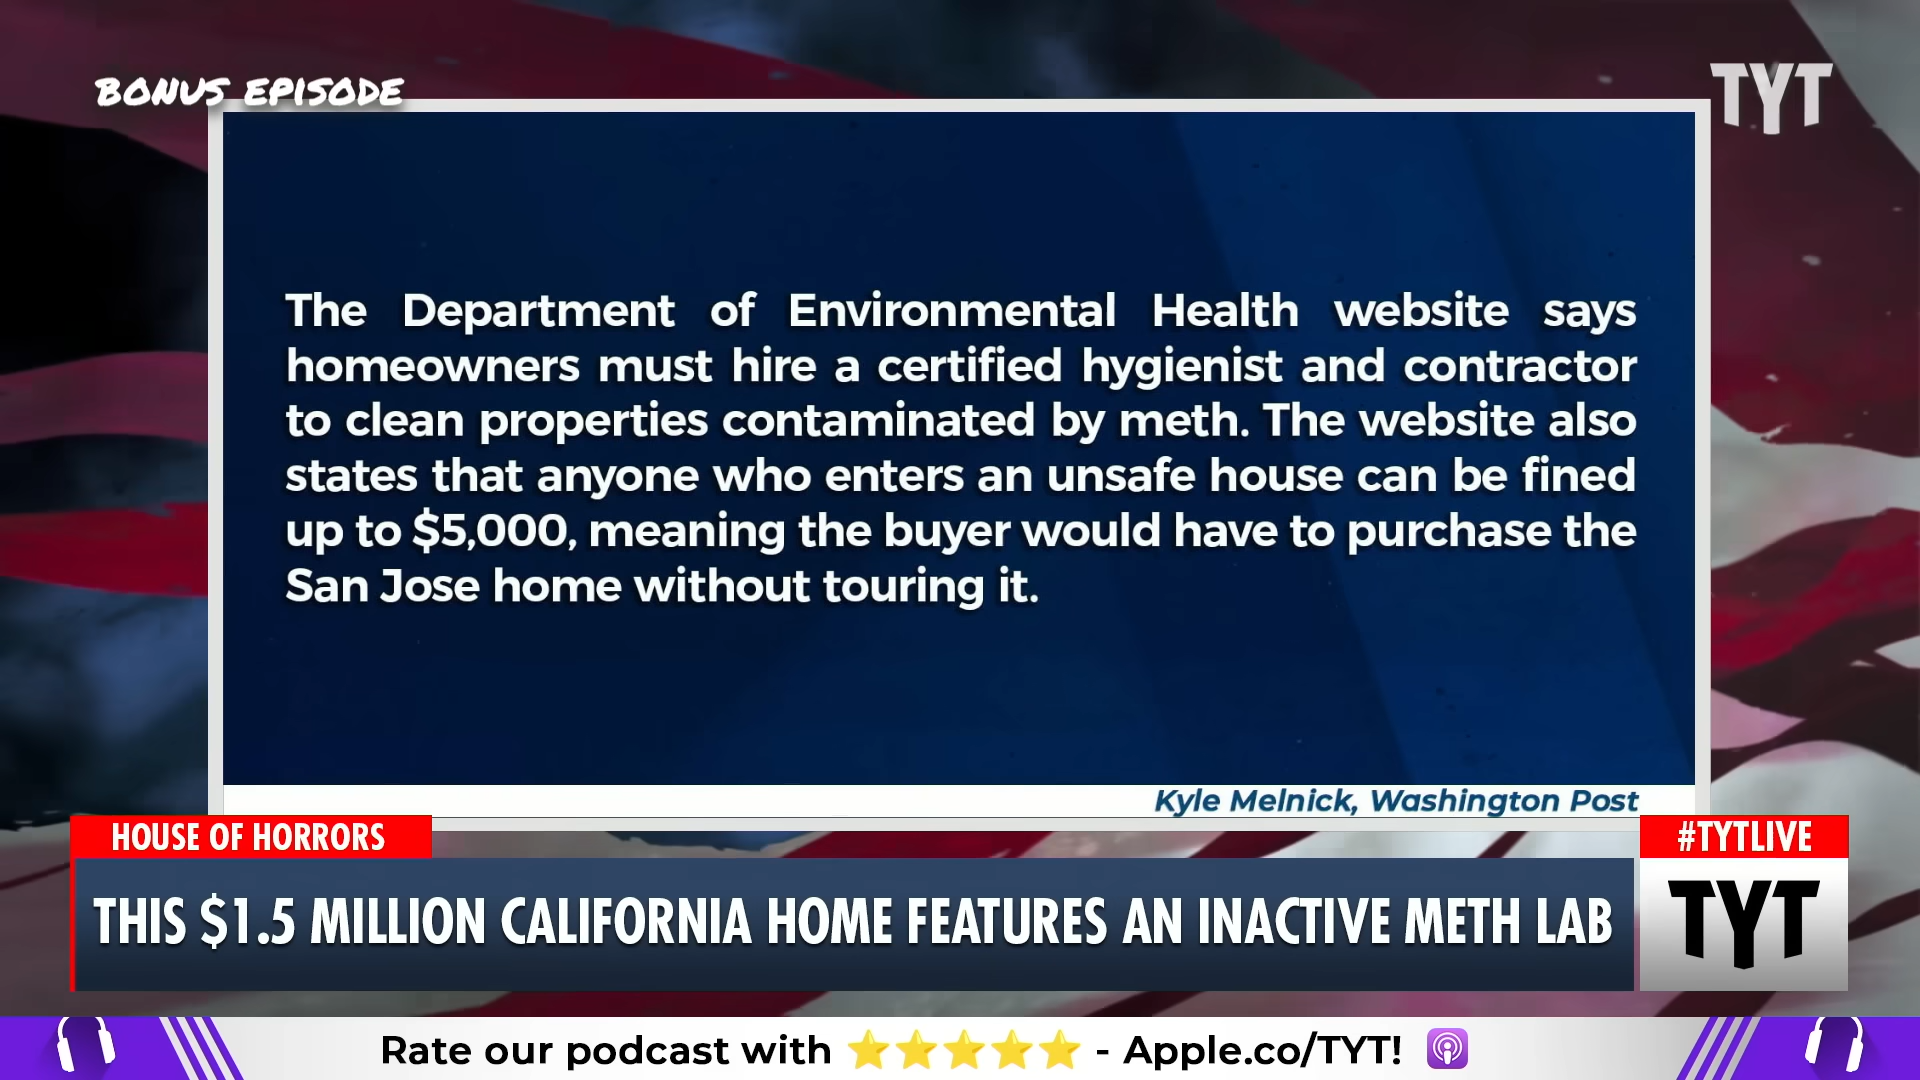 BONUS EPISODE
TYT
The Department of Environmental Health website says
homeowners must hire a certified hygienist and contractor
to clean properties contaminated by meth. The website also
states that anyone who enters an unsafe house can be fined
up to $5,000, meaning the buyer would have to purchase the
San Jose home without touring it.
Kyle Melnick, Washington Post
HOUSE OF HORRORS
#TYTLIVE
THIS $1.5 MILLION CALIFORNIA HOME FEATURES AN INACTIVE METH LAB
TYT
Rate our podcast with ⭐⭐⭐⭐⭐ - Apple.co/TYT!